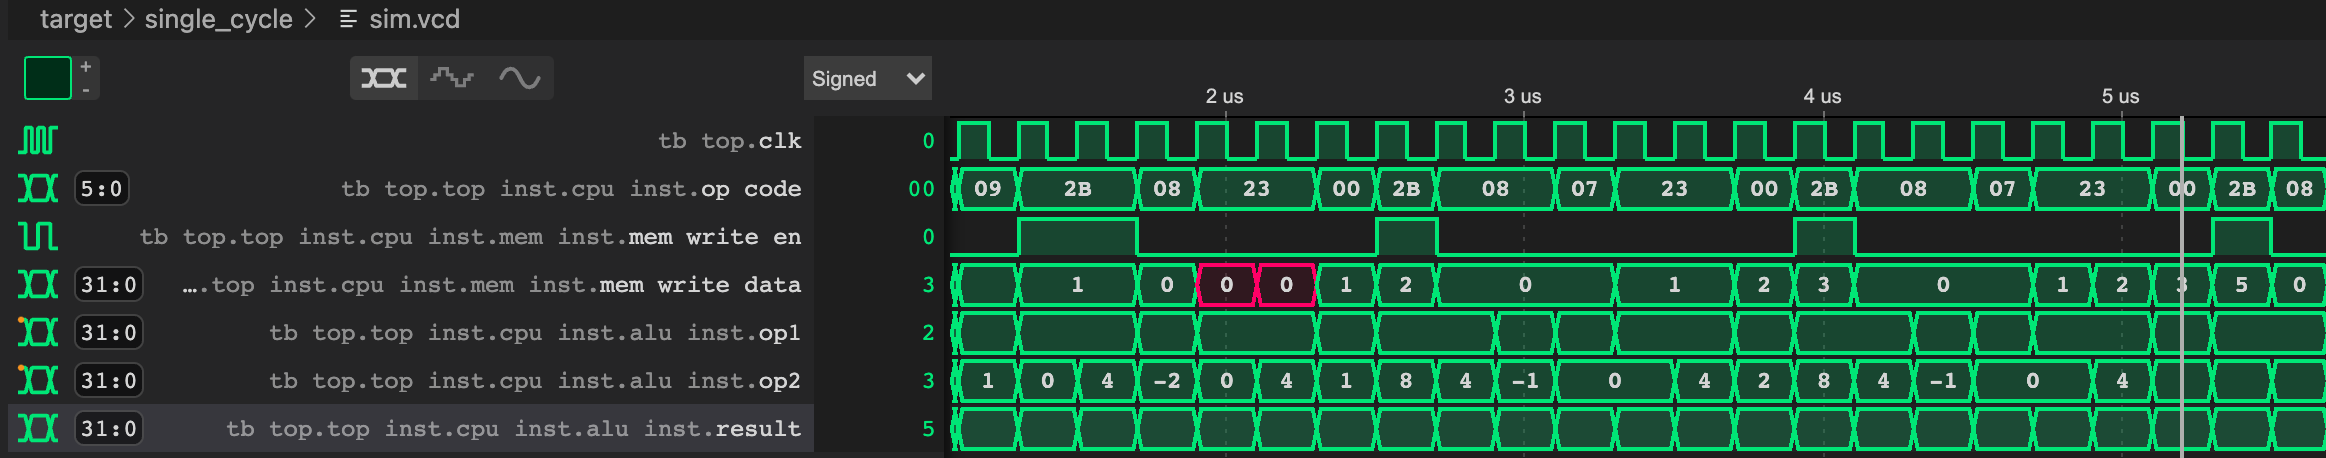 target > single_cycle > sim.vcd
+
-
Signed
2 us 3 us 4 us 5 us
tb top.clk 0
5:0 tb top.top inst.cpu inst.op code 00 09 2B 08 23 00 2B 08 07 23 00 2B 08 07 23 00 2B 08
tb top.top inst.cpu inst.mem inst.mem write en 0
31:0 ….top inst.cpu inst.mem inst.mem write data 3 1 0 0 0 1 2 0 1 2 3 0 1 2 3 5 0
31:0 tb top.top inst.cpu inst.alu inst.op1 2
31:0 tb top.top inst.cpu inst.alu inst.op2 3 1 0 4 -2 0 4 1 8 4 -1 0 4 2 8 4 -1 0 4
31:0 tb top.top inst.cpu inst.alu inst.result 5